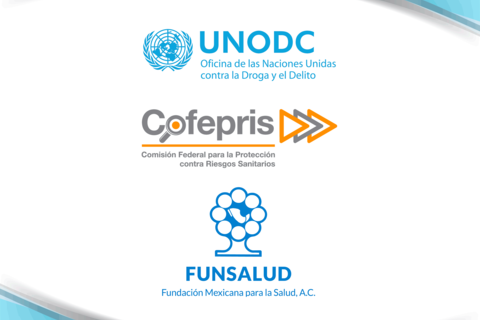 UNODC
Oficina de las Naciones Unidas
contra la Droga y el Delito
Cofepris
Comisión Federal para la Protección
contra Riesgos Sanitarios
FUNSALUD
Fundación Mexicana para la Salud, A.C.